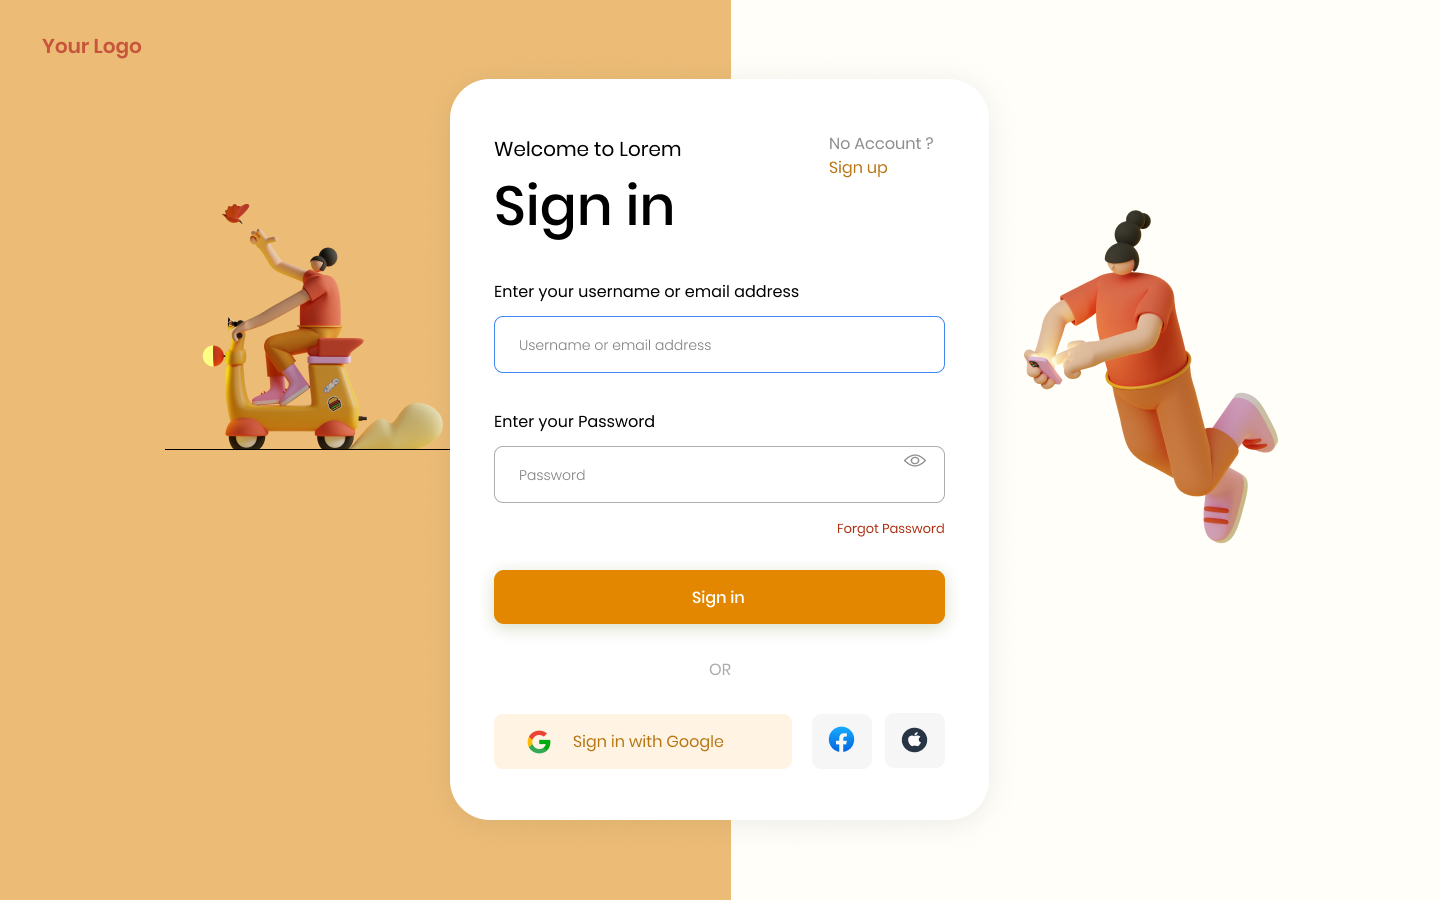 Your Logo
Welcome to Lorem
No Account ?
Sign up
Sign in
Enter your username or email address
Username or email address
Enter your Password
Password
Forgot Password
Sign in
OR
Sign in with Google